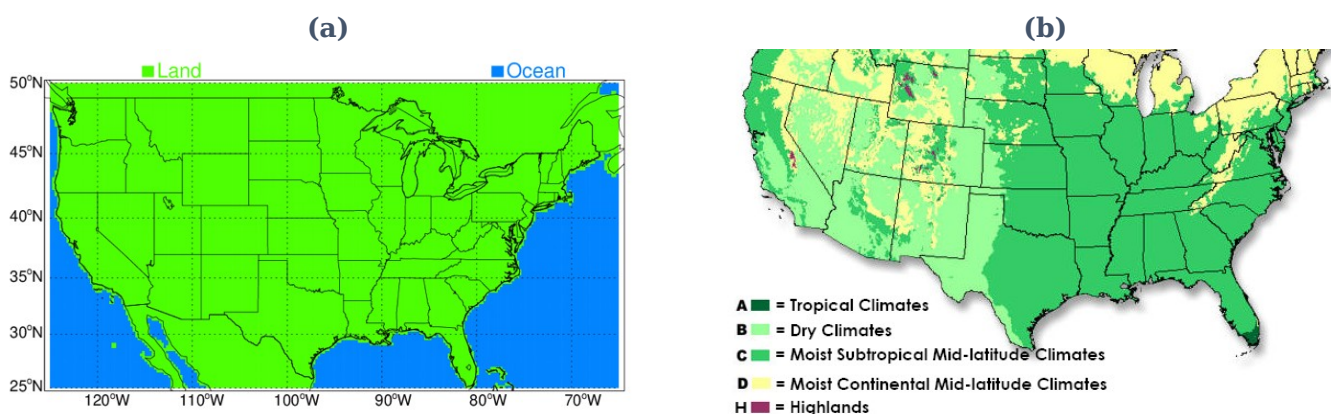 (a)
Land
Ocean
50°N
45°N
40°N
35°N
30°N
25°N
120°W
110°W
100°W
90°W
80°W
70°W
(b)
A = Tropical Climates
B = Dry Climates
C = Moist Subtropical Mid-latitude Climates
D = Moist Continental Mid-latitude Climates
H = Highlands